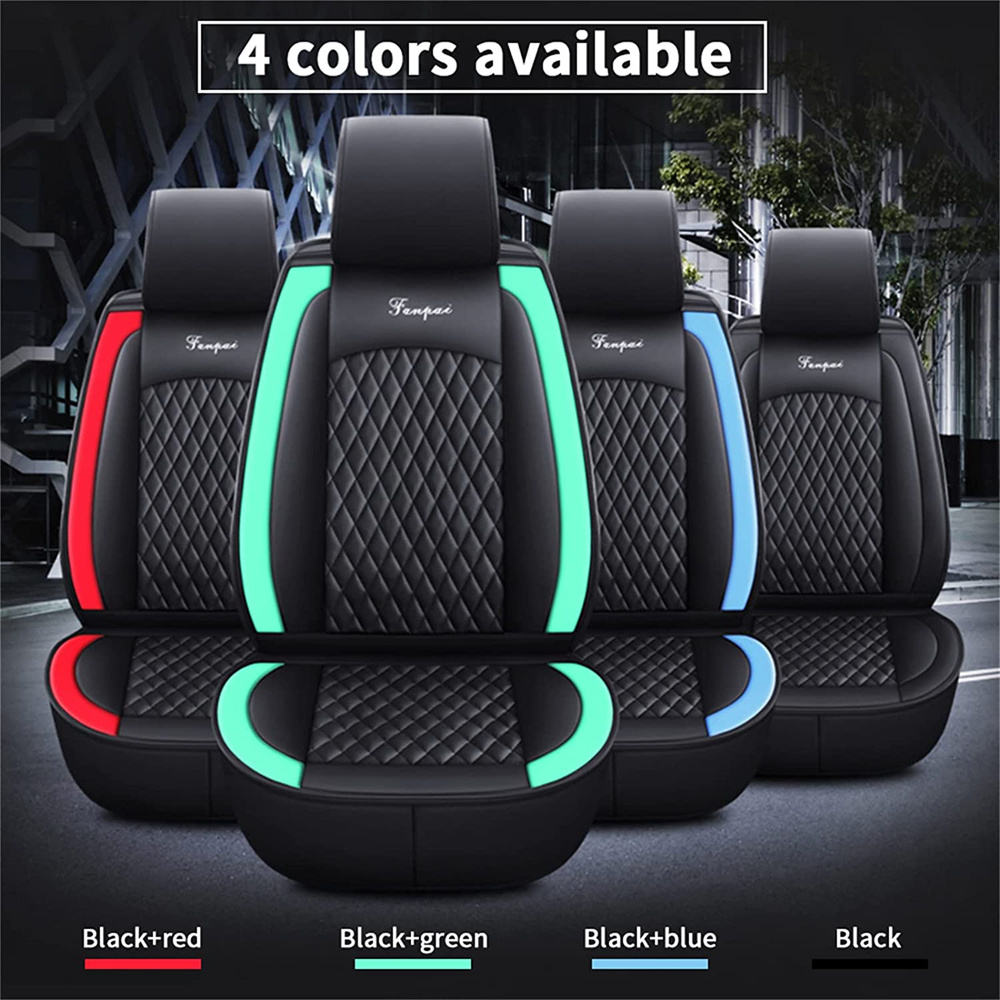 4 colors available
Fanpai
Fanpai
Fanpai
Fanpai
Black+red
Black+green
Black+blue
Black